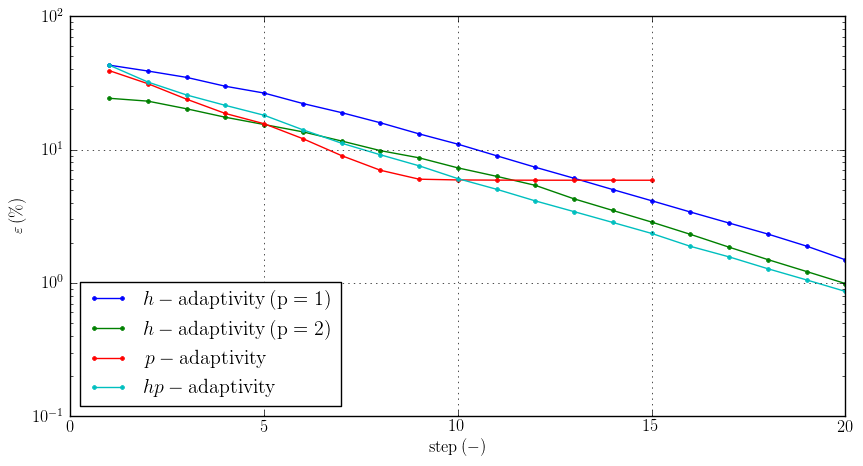 10²
10¹
10⁰
10⁻¹
ε (%)
h − adaptivity (p = 1)
h − adaptivity (p = 2)
p − adaptivity
hp − adaptivity
0 5 10 15 20
step (−)